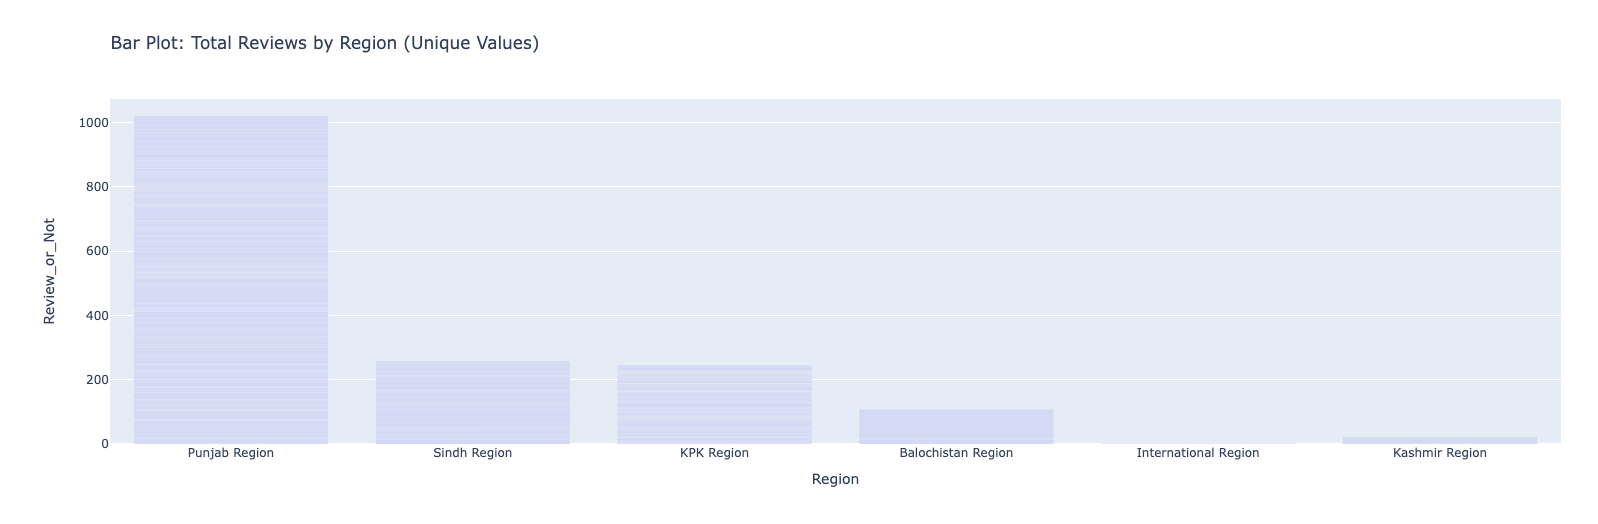 Bar Plot: Total Reviews by Region (Unique Values)
Review_or_Not
1000
800
600
400
200
0
Punjab Region
Sindh Region
KPK Region
Balochistan Region
International Region
Kashmir Region
Region